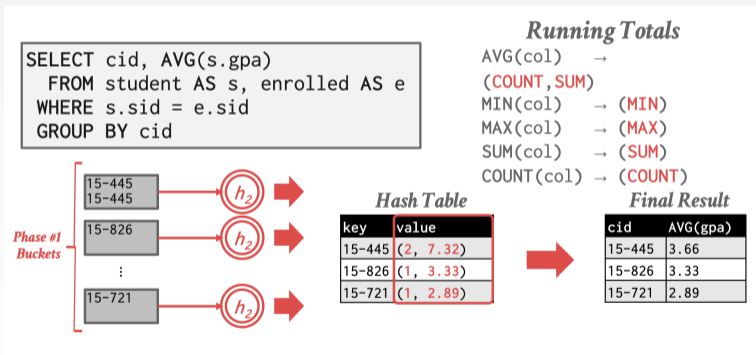 SELECT cid, AVG(s.gpa)
FROM student AS s, enrolled AS e
WHERE s.sid = e.sid
GROUP BY cid
Running Totals
AVG(col) →
(COUNT,SUM)
MIN(col) → (MIN)
MAX(col) → (MAX)
SUM(col) → (SUM)
COUNT(col) → (COUNT)
Phase #1
Buckets
15-445
15-445
h2
15-826
h2
⋮
15-721
h2
Hash Table
key value
15-445 (2, 7.32)
15-826 (1, 3.33)
15-721 (1, 2.89)
Final Result
cid AVG(gpa)
15-445 3.66
15-826 3.33
15-721 2.89